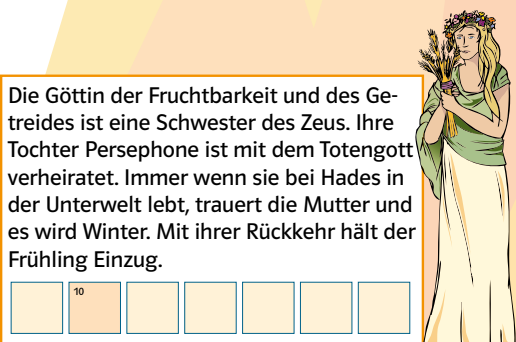 Die Göttin der Fruchtbarkeit und des Ge-
treides ist eine Schwester des Zeus. Ihre
Tochter Persephone ist mit dem Totengott
verheiratet. Immer wenn sie bei Hades in
der Unterwelt lebt, trauert die Mutter und
es wird Winter. Mit ihrer Rückkehr hält der
Frühling Einzug.
10